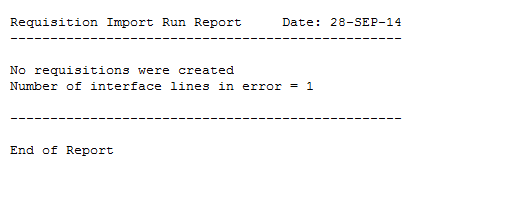 Requisition Import Run Report     Date: 28-SEP-14
-------------------------------------------------
No requisitions were created
Number of interface lines in error = 1
-------------------------------------------------
End of Report